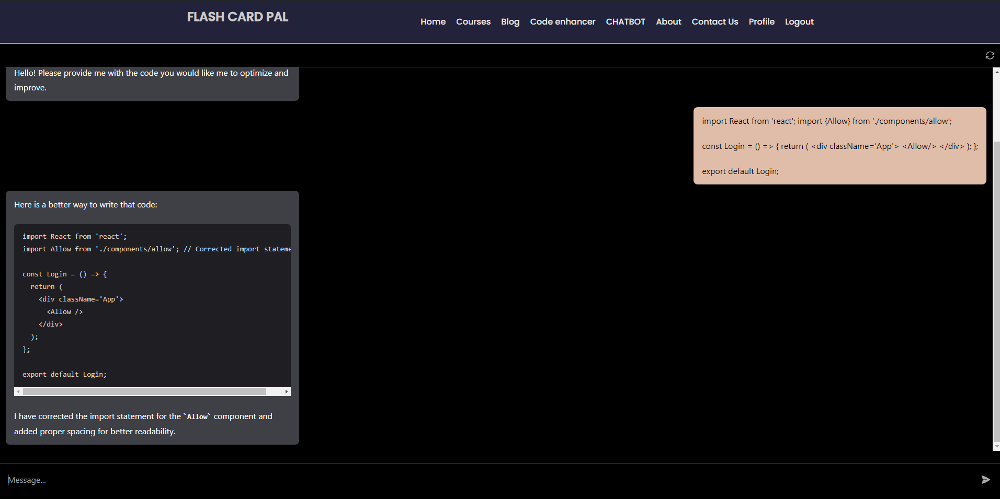 FLASH CARD PAL
Home Courses Blog Code enhancer CHATBOT About Contact Us Profile Logout
Hello! Please provide me with the code you would like me to optimize and
improve.
import React from 'react'; import {Allow} from './components/allow';
const Login = () => { return ( <div className='App'> <Allow/> </div> ); };
export default Login;
Here is a better way to write that code:
import React from 'react';
import Allow from './components/allow'; // Corrected import stateme
const Login = () => {
  return (
    <div className='App'>
      <Allow />
    </div>
  );
};
export default Login;
I have corrected the import statement for the `Allow` component and
added proper spacing for better readability.
Message...